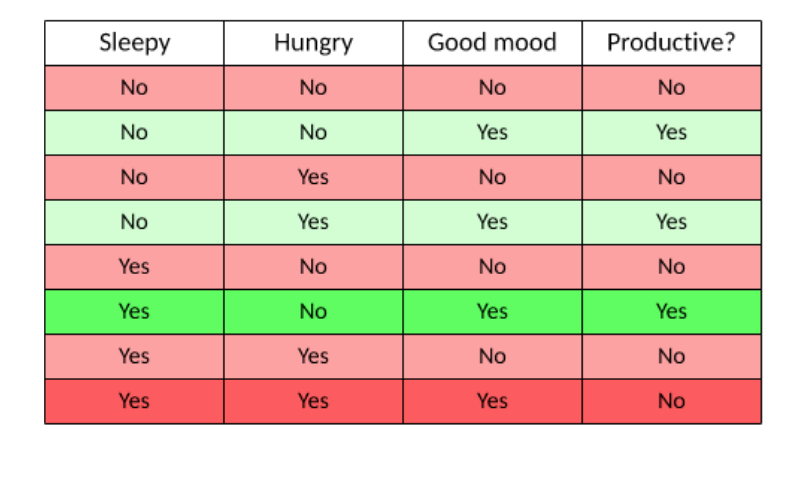 Sleepy Hungry Good mood Productive?
No No No No
No No Yes Yes
No Yes No No
No Yes Yes Yes
Yes No No No
Yes No Yes Yes
Yes Yes No No
Yes Yes Yes No